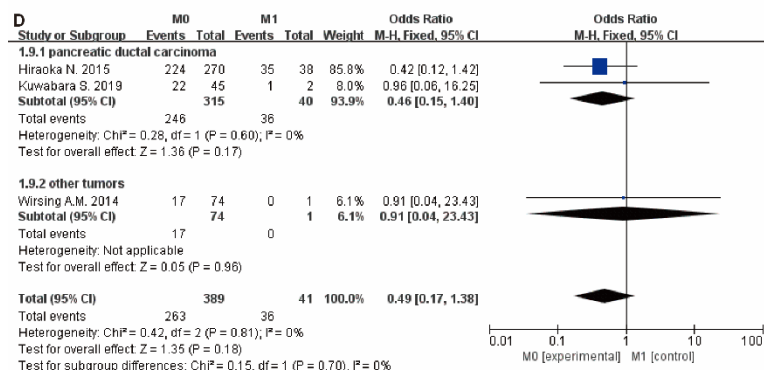 D
M0 M1 Odds Ratio Odds Ratio
Study or Subgroup Events Total Events Total Weight M-H, Fixed, 95% CI M-H, Fixed, 95% CI
1.9.1 pancreatic ductal carcinoma
Hiraoka N. 2015 224 270 35 38 85.8% 0.42 [0.12, 1.42]
Kuwabara S. 2019 22 45 1 2 8.0% 0.96 [0.06, 16.25]
Subtotal (95% CI) 315 40 93.9% 0.46 [0.15, 1.40]
Total events 246 36
Heterogeneity: Chi² = 0.28, df = 1 (P = 0.60); I² = 0%
Test for overall effect: Z = 1.36 (P = 0.17)
1.9.2 other tumors
Wirsing A.M. 2014 17 74 0 1 6.1% 0.91 [0.04, 23.43]
Subtotal (95% CI) 74 1 6.1% 0.91 [0.04, 23.43]
Total events 17 0
Heterogeneity: Not applicable
Test for overall effect: Z = 0.05 (P = 0.96)
Total (95% CI) 389 41 100.0% 0.49 [0.17, 1.38]
Total events 263 36
Heterogeneity: Chi² = 0.42, df = 2 (P = 0.81); I² = 0%
Test for overall effect: Z = 1.35 (P = 0.18)
Test for subgroup differences: Chi² = 0.15, df = 1 (P = 0.70), I² = 0%
0.01 0.1 1 10 100
M0 [experimental] M1 [control]